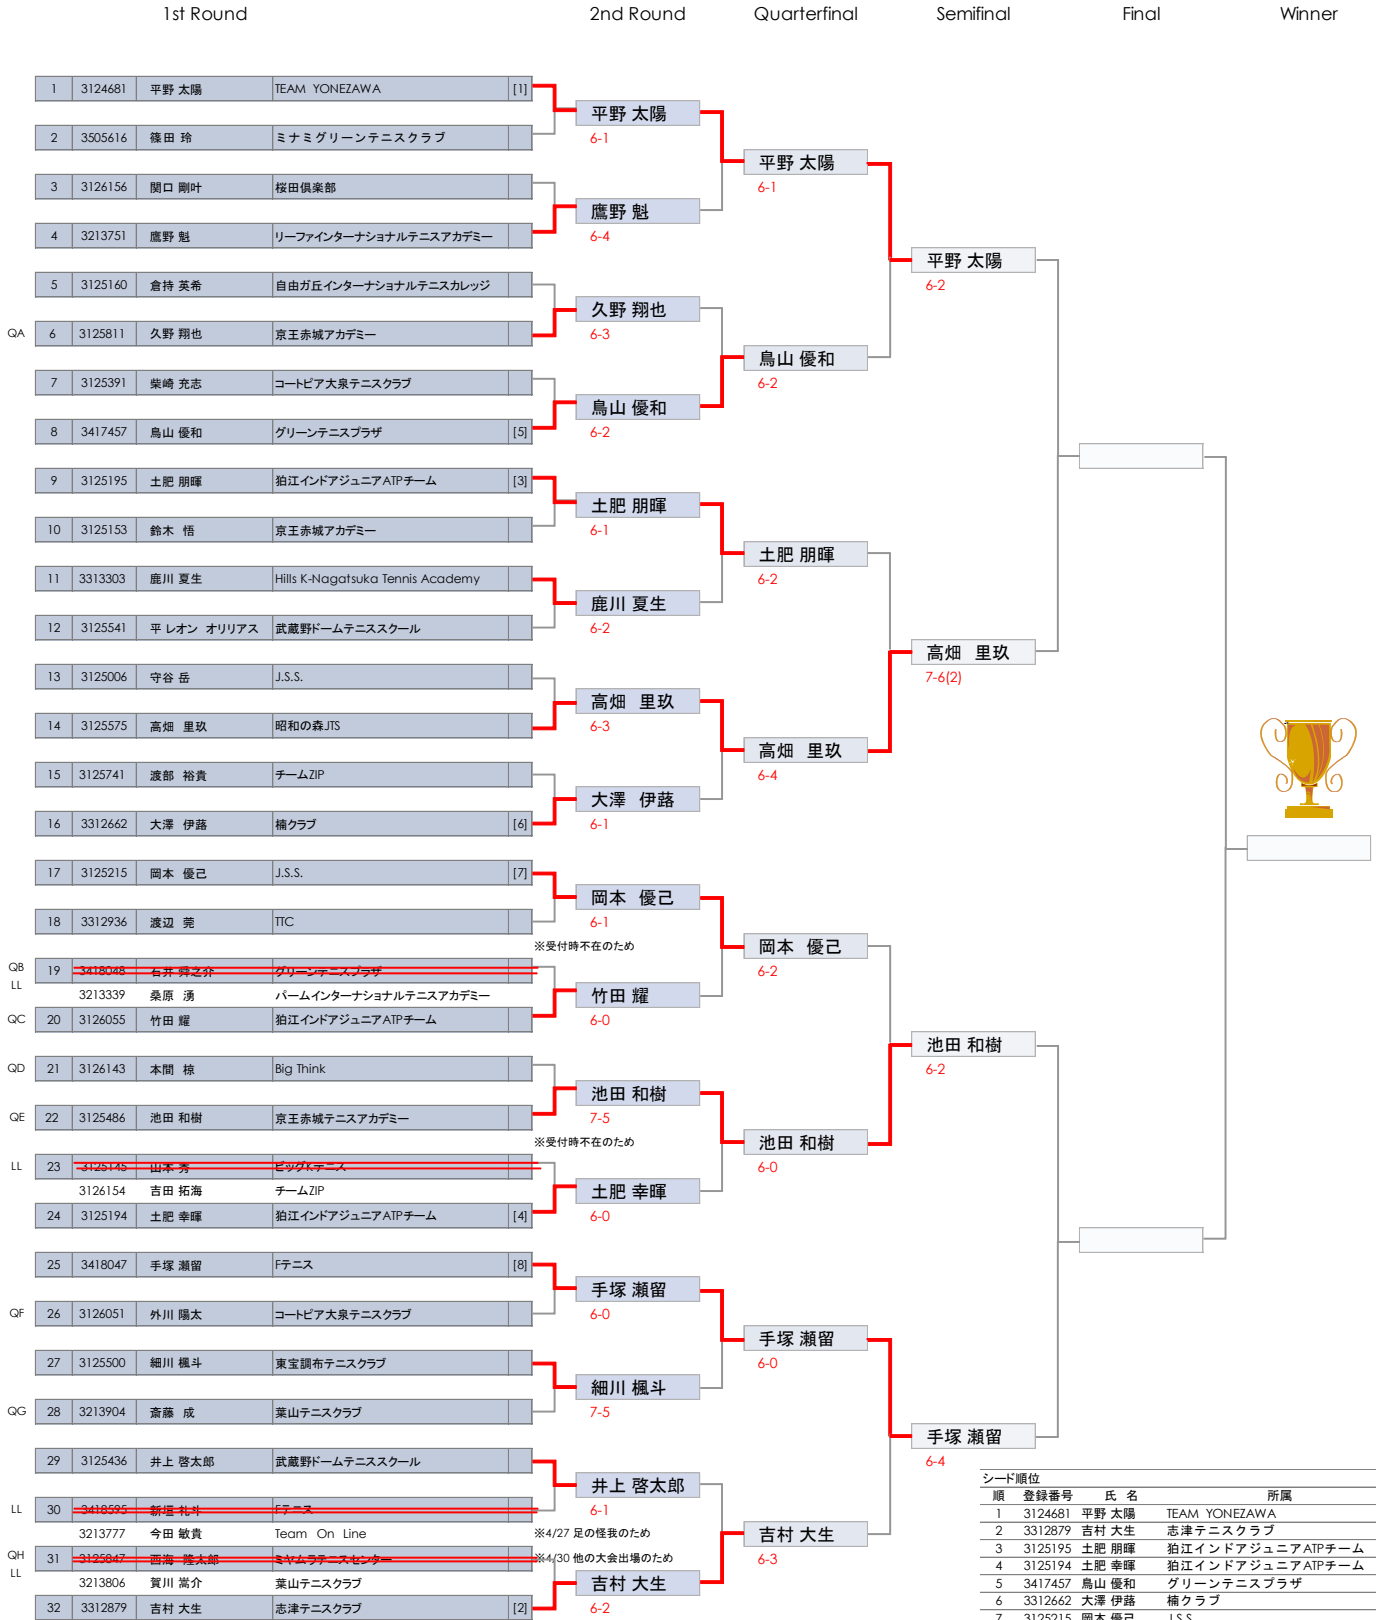 1st Round 2nd Round Quarterfinal Semifinal Final Winner
1 3124681 平野 太陽 TEAM YONEZAWA [1]
平野 太陽
2 3505616 篠田 玲 ミナミグリーンテニスクラブ
6-1
平野 太陽
3 3126156 関口 剛叶 桜田倶楽部
6-1
鷹野 魁
4 3213751 鷹野 魁 リーファインターナショナルテニスアカデミー
6-4
平野 太陽
5 3125160 倉持 英希 自由ガ丘インターナショナルテニスカレッジ
6-2
久野 翔也
QA 6 3125811 久野 翔也 京王赤城アカデミー
6-3
鳥山 優和
7 3125391 柴崎 充志 コートピア大泉テニスクラブ
6-2
鳥山 優和
8 3417457 鳥山 優和 グリーンテニスプラザ [5]
6-2
9 3125195 土肥 朋暉 狛江インドアジュニアATPチーム [3]
土肥 朋暉
10 3125153 鈴木 悟 京王赤城アカデミー
6-1
土肥 朋暉
11 3313303 鹿川 夏生 Hills K-Nagatsuka Tennis Academy
6-2
鹿川 夏生
12 3125541 平 レオン オリリアス 武蔵野ドームテニススクール
6-2
高畑 里玖
13 3125006 守谷 岳 J.S.S.
7-6(2)
高畑 里玖
14 3125575 高畑 里玖 昭和の森JTS
6-3
高畑 里玖
15 3125741 渡部 裕貴 チームZIP
6-4
大澤 伊蕗
16 3312662 大澤 伊蕗 楠クラブ [6]
6-1
17 3125215 岡本 優己 J.S.S. [7]
岡本 優己
18 3312936 渡辺 莞 TTC
6-1
※受付時不在のため
岡本 優己
QB 19 3418048 石井 舜之介 グリーンテニスプラザ
6-2
LL
3213339 桑原 湧 パームインターナショナルテニスアカデミー
竹田 耀
QC 20 3126055 竹田 耀 狛江インドアジュニアATPチーム
6-0
池田 和樹
QD 21 3126143 本間 椋 Big Think
6-2
池田 和樹
QE 22 3125486 池田 和樹 京王赤城テニスアカデミー
7-5
※受付時不在のため
池田 和樹
LL 23 3125145 山本 秀 ビッグKテニス
6-0
3126154 吉田 拓海 チームZIP
土肥 幸暉
24 3125194 土肥 幸暉 狛江インドアジュニアATPチーム [4]
6-0
25 3418047 手塚 瀬留 Fテニス [8]
手塚 瀬留
QF 26 3126051 外川 陽太 コートピア大泉テニスクラブ
6-0
手塚 瀬留
27 3125500 細川 楓斗 東宝調布テニスクラブ
6-0
細川 楓斗
QG 28 3213904 斎藤 成 葉山テニスクラブ
7-5
手塚 瀬留
29 3125436 井上 啓太郎 武蔵野ドームテニススクール
6-4
井上 啓太郎
LL 30 3418595 新垣 礼斗 Fテニス
6-1
3213777 今田 敏貴 Team On Line
※4/27 足の怪我のため
吉村 大生
QH 31 3125847 西海 隆太郎 ミヤムラテニスセンター
※4/30 他の大会出場のため
6-3
LL
3213806 賀川 嵩介 葉山テニスクラブ
吉村 大生
32 3312879 吉村 大生 志津テニスクラブ [2]
6-2
シード順位
順 登録番号 氏 名 所属
1 3124681 平野 太陽 TEAM YONEZAWA
2 3312879 吉村 大生 志津テニスクラブ
3 3125195 土肥 朋暉 狛江インドアジュニアATPチーム
4 3125194 土肥 幸暉 狛江インドアジュニアATPチーム
5 3417457 鳥山 優和 グリーンテニスプラザ
6 3312662 大澤 伊蕗 楠クラブ
7 3125215 岡本 優己 J.S.S.